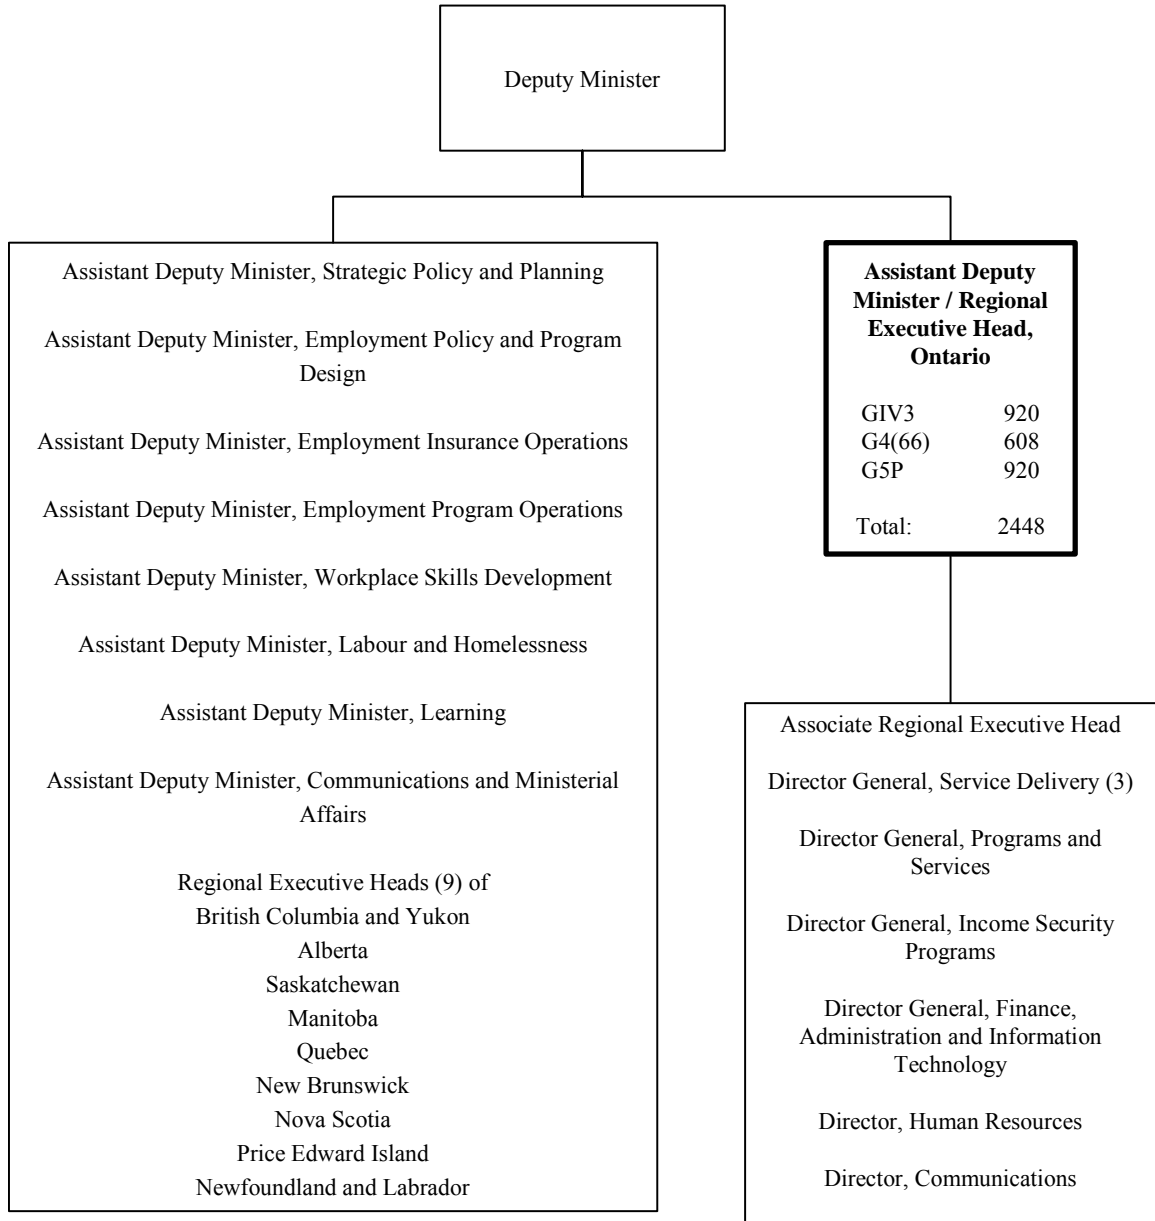 Deputy Minister
Assistant Deputy Minister, Strategic Policy and Planning
Assistant Deputy Minister, Employment Policy and Program
Design
Assistant Deputy Minister, Employment Insurance Operations
Assistant Deputy Minister, Employment Program Operations
Assistant Deputy Minister, Workplace Skills Development
Assistant Deputy Minister, Labour and Homelessness
Assistant Deputy Minister, Learning
Assistant Deputy Minister, Communications and Ministerial
Affairs
Regional Executive Heads (9) of
British Columbia and Yukon
Alberta
Saskatchewan
Manitoba
Quebec
New Brunswick
Nova Scotia
Price Edward Island
Newfoundland and Labrador
Assistant Deputy
Minister / Regional
Executive Head,
Ontario
GIV3 920
G4(66) 608
G5P 920
Total: 2448
Associate Regional Executive Head
Director General, Service Delivery (3)
Director General, Programs and
Services
Director General, Income Security
Programs
Director General, Finance,
Administration and Information
Technology
Director, Human Resources
Director, Communications